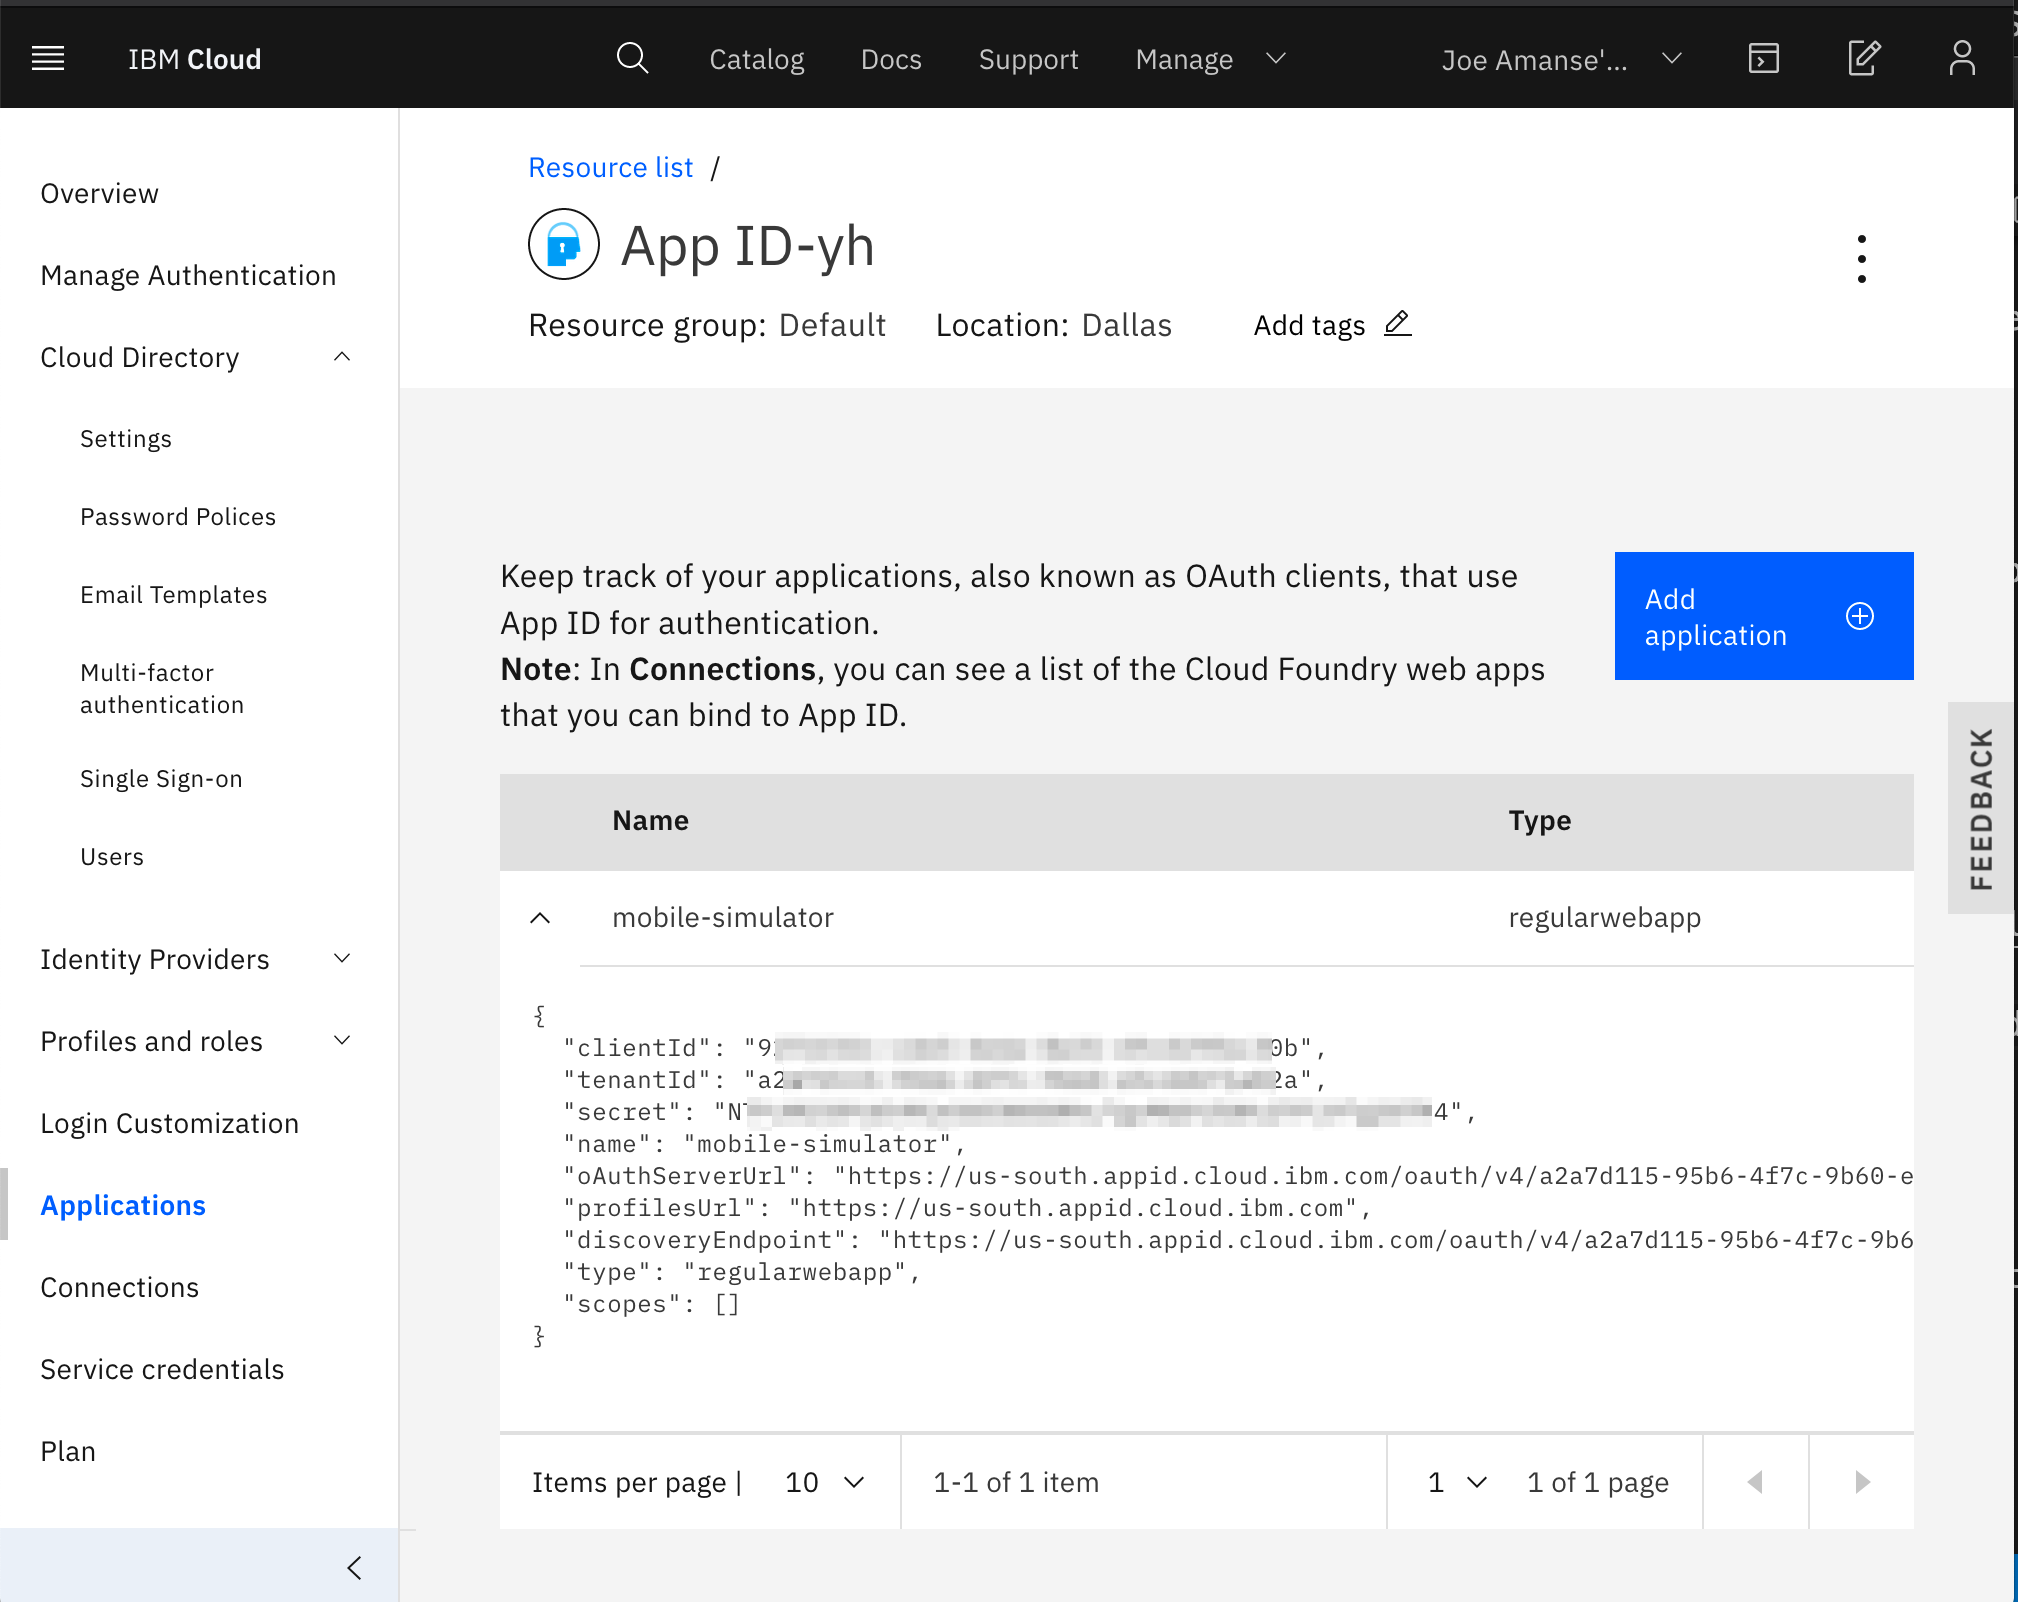 IBM Cloud
Catalog
Docs
Support
Manage
Joe Amanse'...
Overview
Manage Authentication
Cloud Directory
Settings
Password Polices
Email Templates
Multi-factor
authentication
Single Sign-on
Users
Identity Providers
Profiles and roles
Login Customization
Applications
Connections
Service credentials
Plan
Resource list /
App ID-yh
Resource group: Default
Location: Dallas
Add tags
Keep track of your applications, also known as OAuth clients, that use
App ID for authentication.
Note: In Connections, you can see a list of the Cloud Foundry web apps
that you can bind to App ID.
Add
application
FEEDBACK
Name
Type
mobile-simulator
regularwebapp
{
"clientId": "9 0b",
"tenantId": "a2 2a",
"secret": "N 4",
"name": "mobile-simulator",
"oAuthServerUrl": "https://us-south.appid.cloud.ibm.com/oauth/v4/a2a7d115-95b6-4f7c-9b60-e
"profilesUrl": "https://us-south.appid.cloud.ibm.com",
"discoveryEndpoint": "https://us-south.appid.cloud.ibm.com/oauth/v4/a2a7d115-95b6-4f7c-9b6
"type": "regularwebapp",
"scopes": []
}
Items per page |
10
1-1 of 1 item
1
1 of 1 page